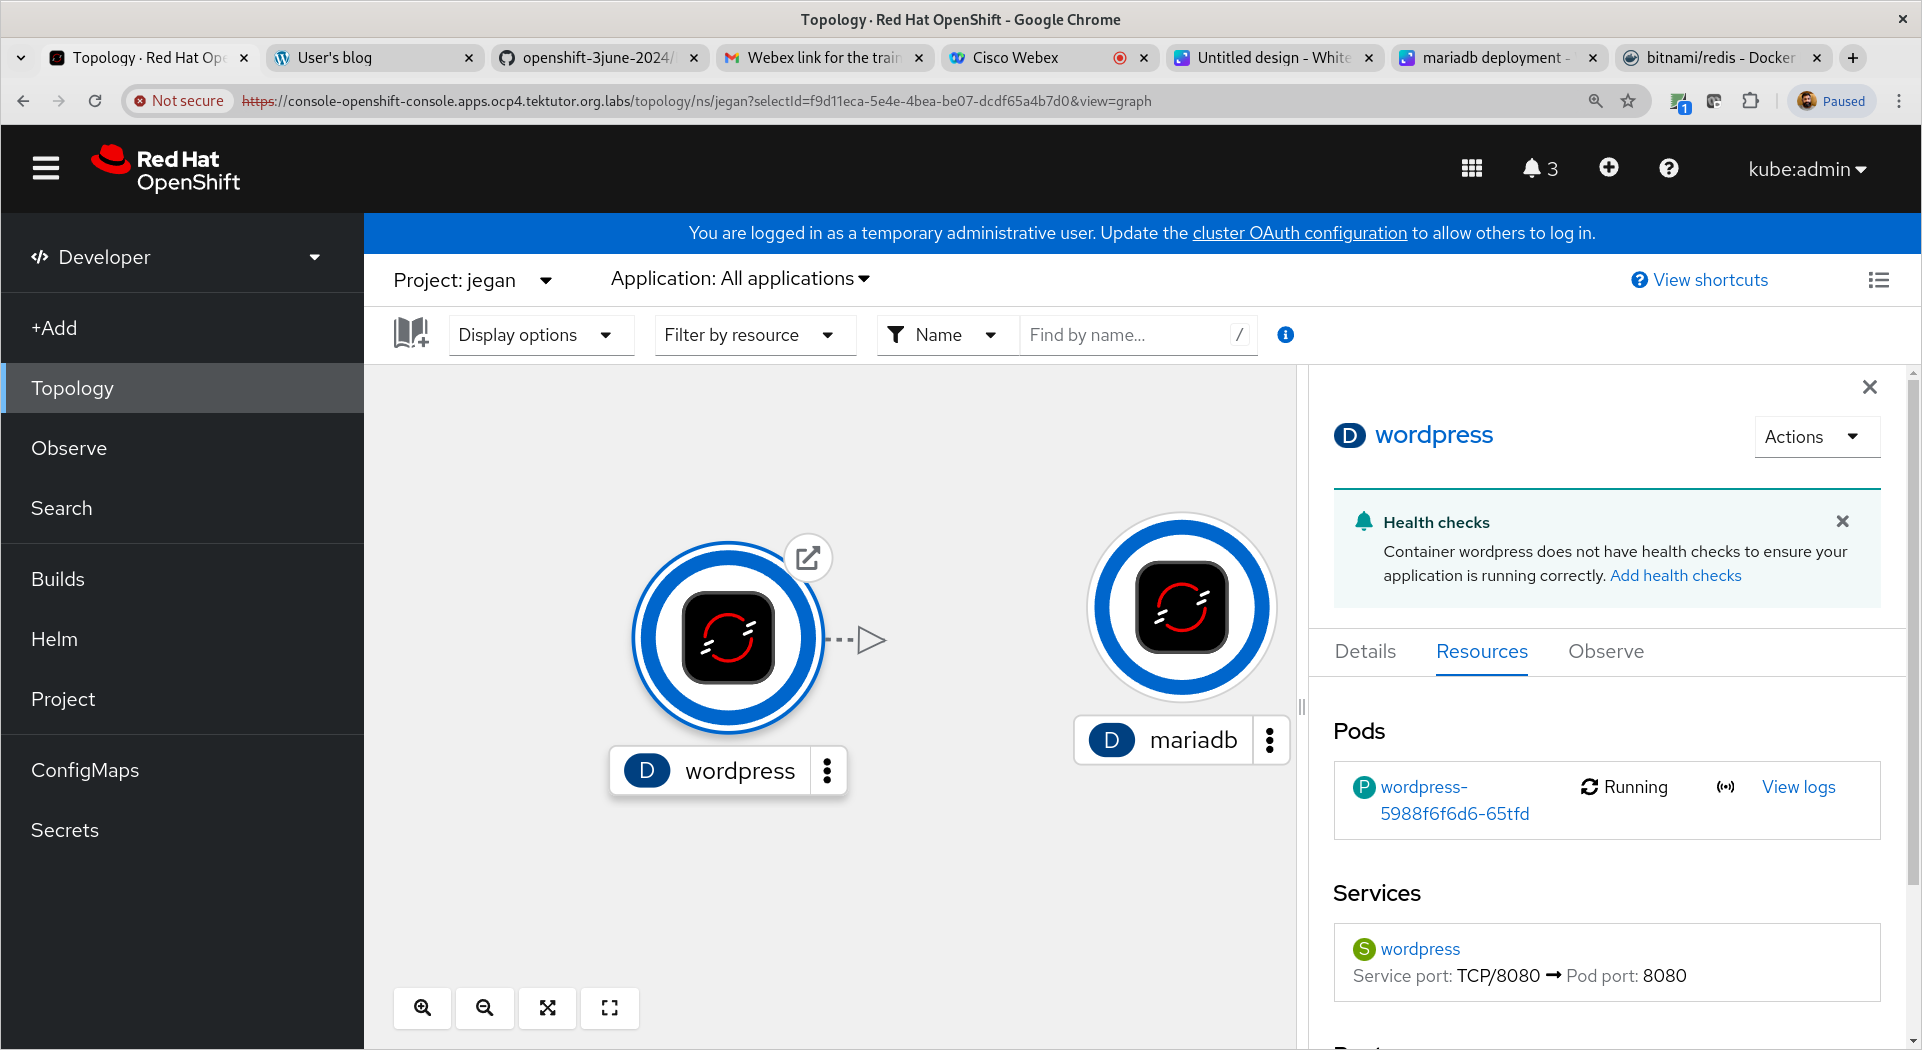 Topology · Red Hat OpenShift - Google Chrome
Topology · Red Hat Ope
User's blog
openshift-3june-2024/
Webex link for the train
Cisco Webex
Untitled design - White
mariadb deployment -
bitnami/redis - Docker
Not secure
https://console-openshift-console.apps.ocp4.tektutor.org.labs/topology/ns/jegan?selectId=f9d11eca-5e4e-4bea-be07-dcdf65a4b7d0&view=graph
1
Paused
Red Hat
OpenShift
3
kube:admin
Developer
You are logged in as a temporary administrative user. Update the cluster OAuth configuration to allow others to log in.
Project: jegan
Application: All applications
View shortcuts
+Add
Topology
Observe
Search
Builds
Helm
Project
ConfigMaps
Secrets
Display options
Filter by resource
Name
Find by name...
/
D wordpress
D mariadb
D wordpress
Actions
Health checks
Container wordpress does not have health checks to ensure your
application is running correctly. Add health checks
Details
Resources
Observe
Pods
P wordpress-
5988f6f6d6-65tfd
Running
View logs
Services
S wordpress
Service port: TCP/8080 → Pod port: 8080